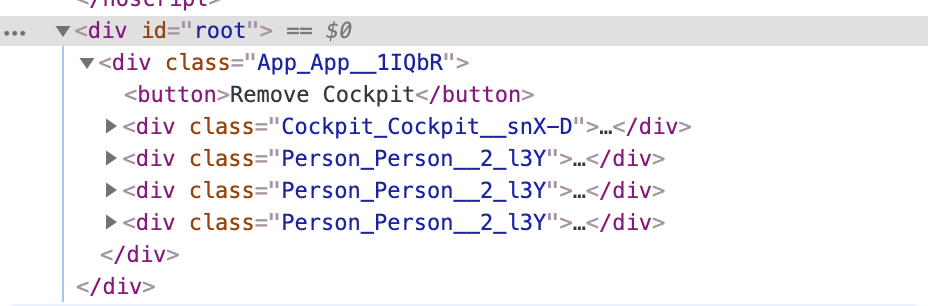 </noscript>
… ▼<div id="root"> == $0
▼<div class="App_App__1IQbR">
<button>Remove Cockpit</button>
▶<div class="Cockpit_Cockpit__snX-D">…</div>
▶<div class="Person_Person__2_l3Y">…</div>
▶<div class="Person_Person__2_l3Y">…</div>
▶<div class="Person_Person__2_l3Y">…</div>
</div>
</div>